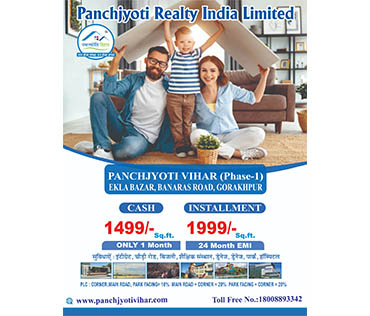 Panchjyoti Realty India Limited
PANCHJYOTI VIHAR (Phase-1)
EKLA BAZAR, BANARAS ROAD, GORAKHPUR
CASH
INSTALLMENT
1499/-Sq.ft.
1999/-Sq.ft.
ONLY 1 Month
24 Month EMI
सुविधाऐं : इंटीग्रेट, चौड़ी रोड, बिजली, शैक्षिक संस्थान, ड्रेनेज, ड्रेनेज, पार्क, हॉस्पिटल
PLC : CORNER,MAIN ROAD, PARK FACING= 10% MAIN ROAD + CORNER = 20% PARK FACING + CORNER = 20%
www.panchjyotivihar.com
Toll Free No.:18008893342